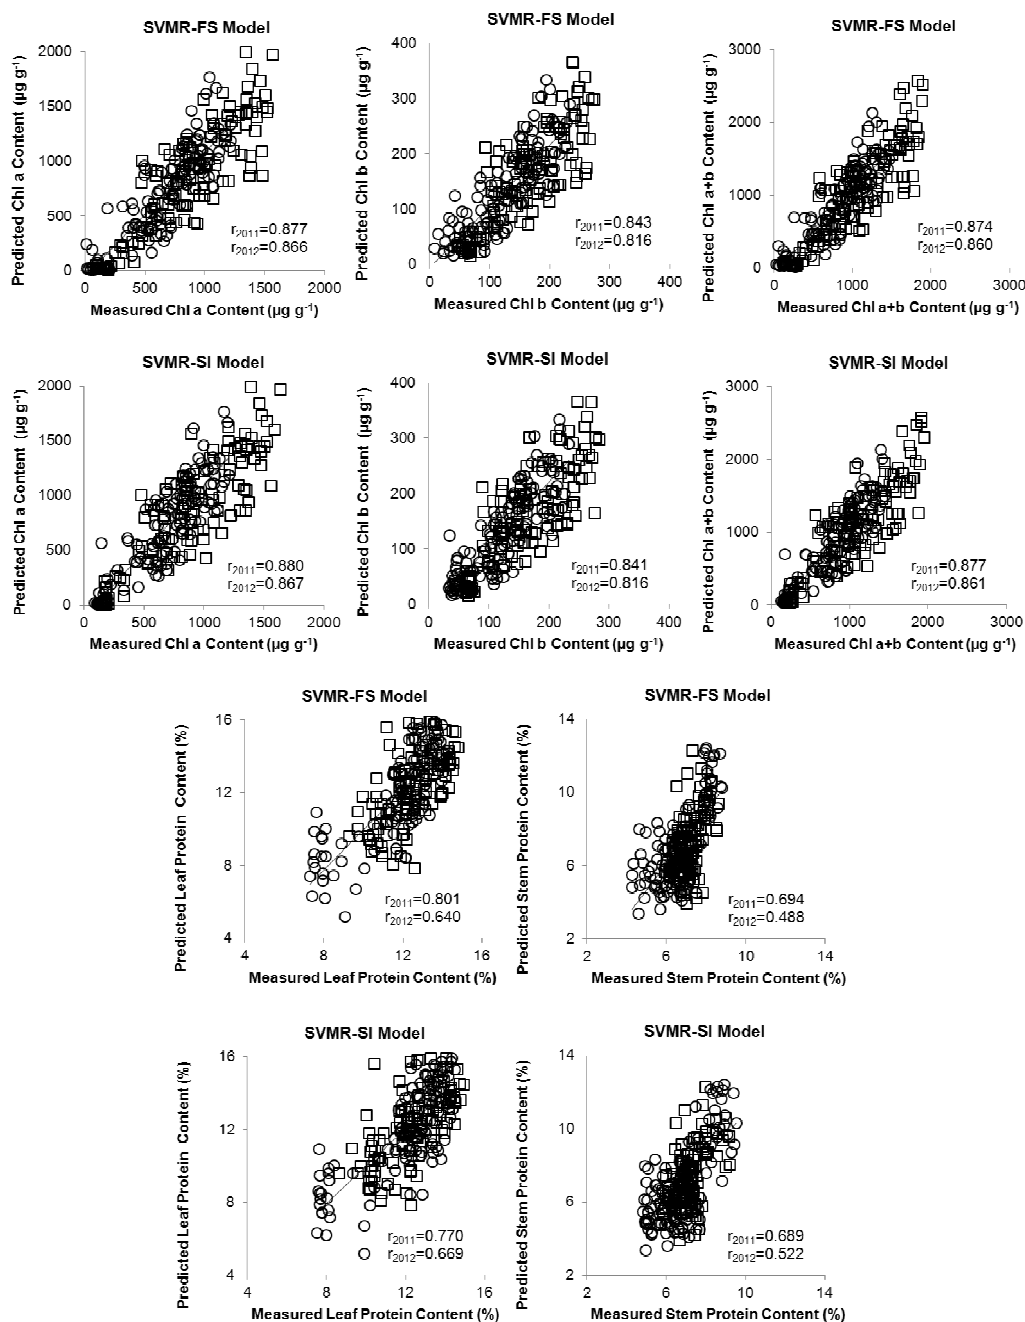 SVMR-FS Model
Predicted Chl a Content (µg g⁻¹)
2000
1500
1000
500
0
r2011=0.877
r2012=0.866
0 500 1000 1500 2000
Measured Chl a Content (µg g⁻¹)
SVMR-FS Model
Predicted Chl b Content (µg g⁻¹)
400
300
200
100
0
r2011=0.843
r2012=0.816
0 100 200 300 400
Measured Chl b Content (µg g⁻¹)
SVMR-FS Model
Predicted Chl a+b Content (µg g⁻¹)
3000
2000
1000
0
r2011=0.874
r2012=0.860
0 1000 2000 3000
Measured Chl a+b Content (µg g⁻¹)
SVMR-SI Model
Predicted Chl a Content (µg g⁻¹)
2000
1500
1000
500
0
r2011=0.880
r2012=0.867
0 500 1000 1500 2000
Measured Chl a Content (µg g⁻¹)
SVMR-SI Model
Predicted Chl b Content (µg g⁻¹)
400
300
200
100
0
r2011=0.841
r2012=0.816
0 100 200 300 400
Measured Chl b Content (µg g⁻¹)
SVMR-SI Model
Predicted Chl a+b Content (µg g⁻¹)
3000
2000
1000
0
r2011=0.877
r2012=0.861
0 1000 2000 3000
Measured Chl a+b Content (µg g⁻¹)
SVMR-FS Model
Predicted Leaf Protein Content (%)
16
12
8
4
r2011=0.801
r2012=0.640
4 8 12 16
Measured Leaf Protein Content (%)
SVMR-FS Model
Predicted Stem Protein Content (%)
14
10
6
2
r2011=0.694
r2012=0.488
2 6 10 14
Measured Stem Protein Content (%)
SVMR-SI Model
Predicted Leaf Protein Content (%)
16
12
8
4
r2011=0.770
r2012=0.669
4 8 12 16
Measured Leaf Protein Content (%)
SVMR-SI Model
Predicted Stem Protein Content (%)
14
10
6
2
r2011=0.689
r2012=0.522
2 6 10 14
Measured Stem Protein Content (%)